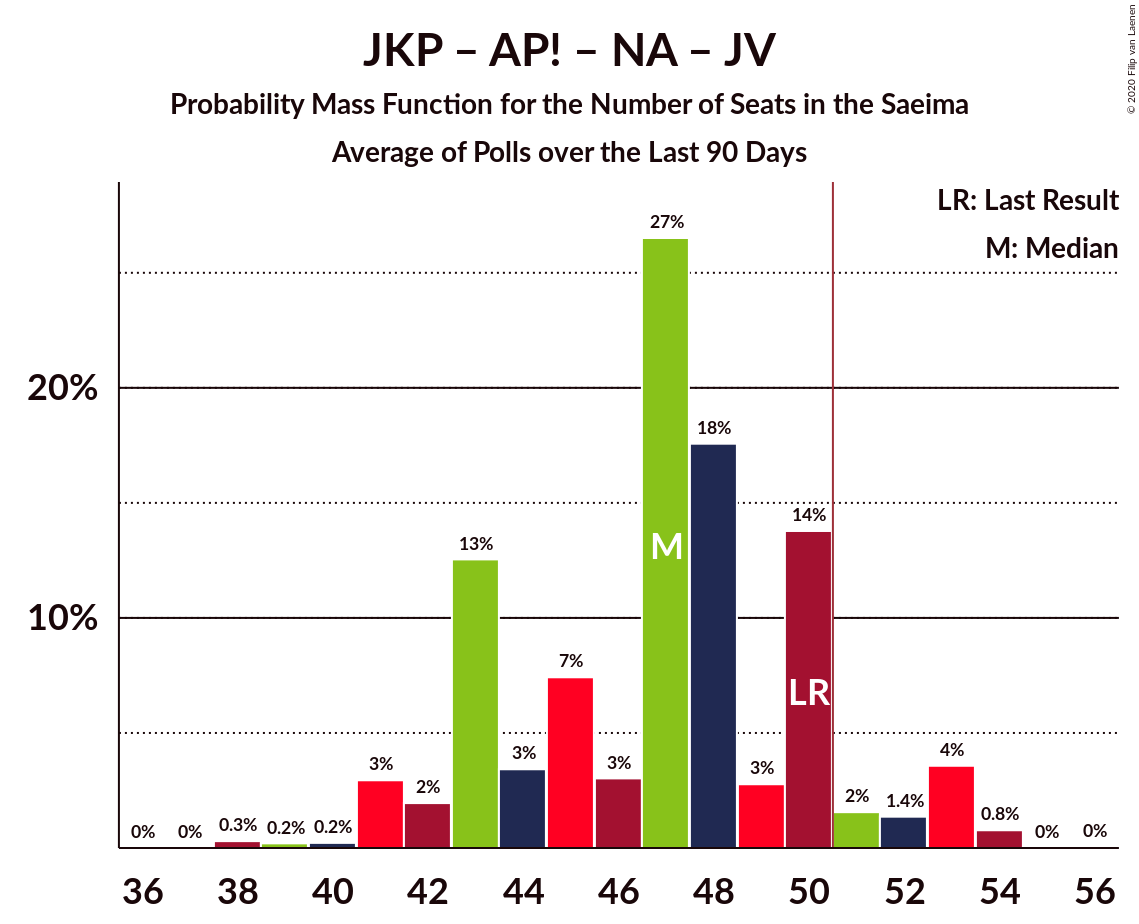 JKP – AP! – NA – JV
Probability Mass Function for the Number of Seats in the Saeima
Average of Polls over the Last 90 Days
© 2020 Filip van Laenen
LR: Last Result
M: Median
20%
10%
0%
0%
0.3%
0.2%
0.2%
3%
2%
13%
3%
7%
3%
27%
18%
3%
14%
2%
1.4%
4%
0.8%
0%
0%
M
LR
36 38 40 42 44 46 48 50 52 54 56